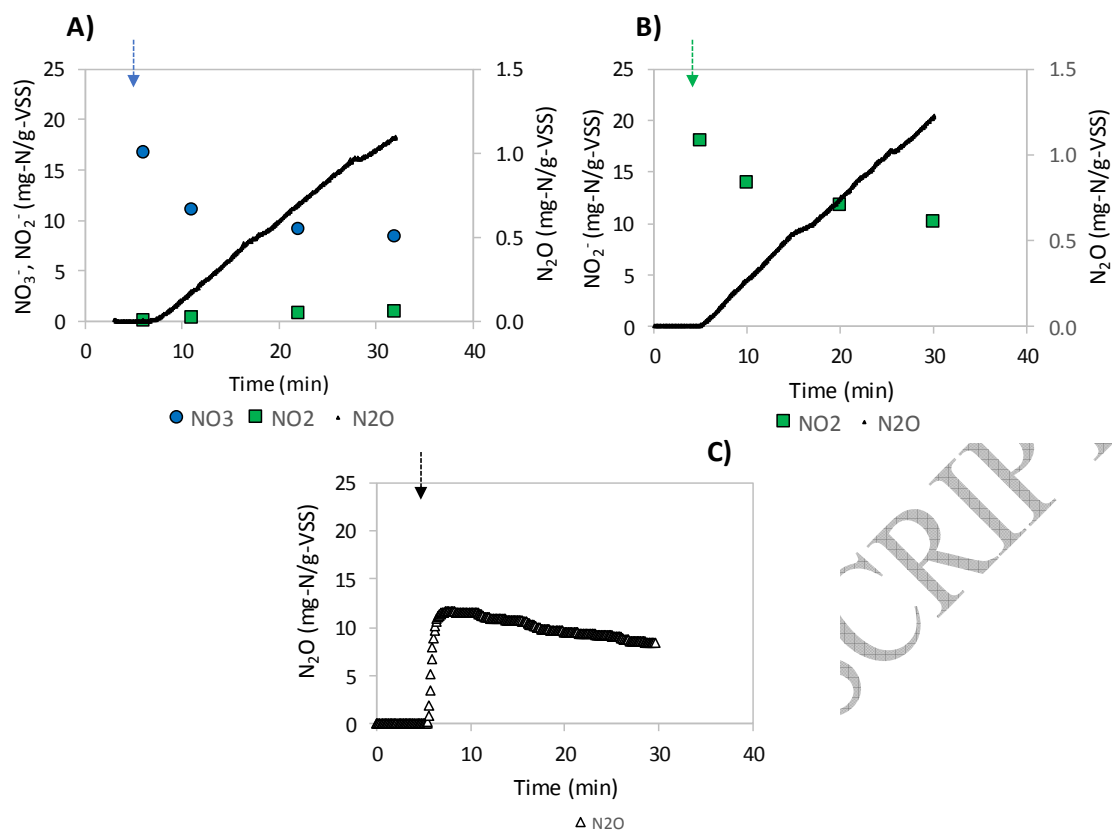 A)
NO₃⁻, NO₂⁻ (mg-N/g-VSS)
25
20
15
10
5
0
1.5
1.0
0.5
0.0
N₂O (mg-N/g-VSS)
0 10 20 30 40
Time (min)
NO3 NO2 N2O
B)
NO₂⁻ (mg-N/g-VSS)
25
20
15
10
5
0
1.5
1.0
0.5
0.0
N₂O (mg-N/g-VSS)
0 10 20 30 40
Time (min)
NO2 N2O
C)
N₂O (mg-N/g-VSS)
25
20
15
10
5
0
0 10 20 30 40
Time (min)
N2O
CRIP